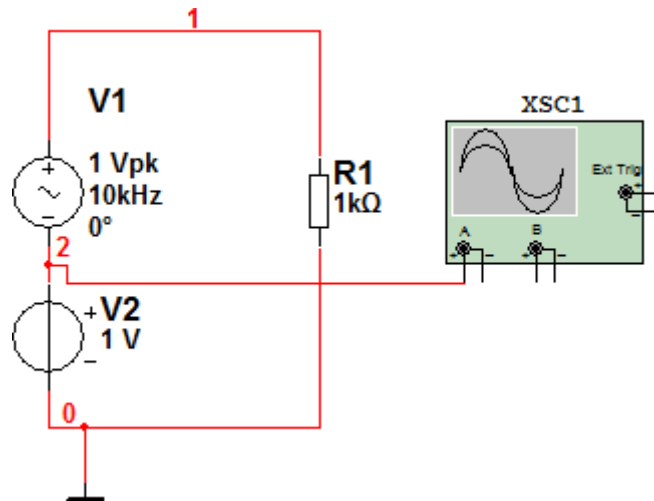 1
V1
1 Vpk
10kHz
0°
2
V2
+
1 V
−
0
R1
1kΩ
XSC1
Ext Trig
+
−
A
B
+ −
+ −